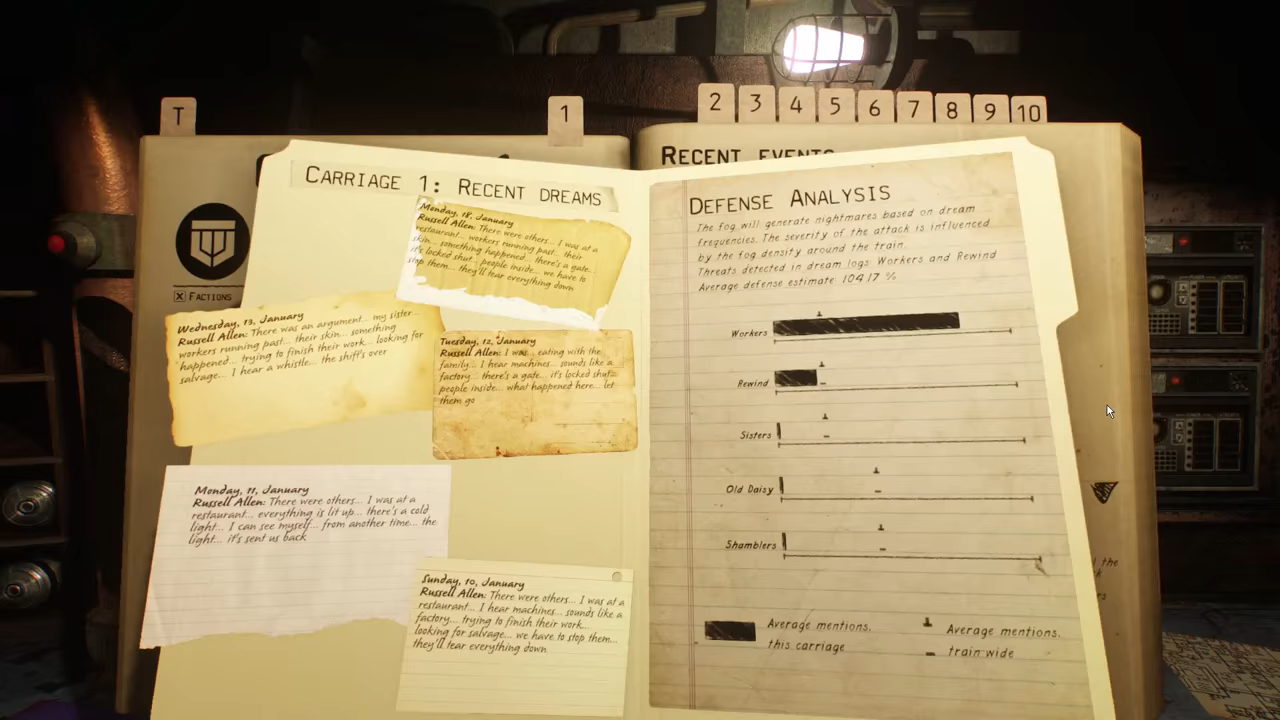 T
1
2 3 4 5 6 7 8 9 10
FACTIONS
CARRIAGE 1: RECENT DREAMS
Monday, 18, January
Russell Allen: There were others... I was at a
restaurant... workers running past... their
skin... something happened... there's a gate...
it's locked shut... people inside... we have to
stop them... they'll tear everything down
Wednesday, 13, January
Russell Allen: There was an argument... my sister...
workers running past... their skin... something
happened... trying to finish their work... looking for
salvage... I hear a whistle... the shift's over
Tuesday, 12, January
Russell Allen: I was... eating with the
family... I hear machines... sounds like a
factory... there's a gate... it's locked shut...
people inside... what happened here... let
them go
Monday, 11, January
Russell Allen: There were others... I was at a
restaurant... everything is lit up... there's a cold
light... I can see myself... from another time... the
light... it's sent us back
Sunday, 10, January
Russell Allen: There were others... I was at a
restaurant... I hear machines... sounds like a
factory... trying to finish their work...
looking for salvage... we have to stop them...
they'll tear everything down
RECENT EVENTS
DEFENSE ANALYSIS
The fog will generate nightmares based on dream
frequencies. The severity of the attack is influenced
by the fog density around the train.
Threats detected in dream logs: Workers and Rewind
Average defense estimate: 104.17 %
Workers
Rewind
Sisters
Old Daisy
Shamblers
Average mentions,
this carriage
Average mentions,
train-wide